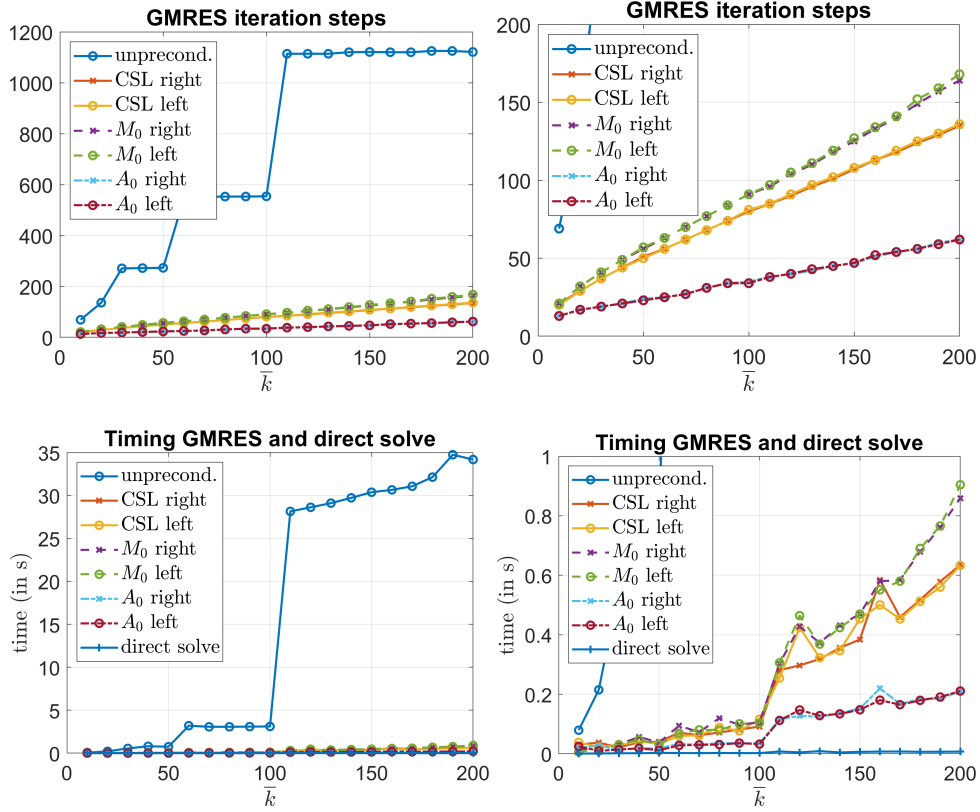 GMRES iteration steps
1200
1000
800
600
400
200
0
unprecond.
CSL right
CSL left
M₀ right
M₀ left
A₀ right
A₀ left
0 50 100 150 200
k̅
GMRES iteration steps
200
150
100
50
0
unprecond.
CSL right
CSL left
M₀ right
M₀ left
A₀ right
A₀ left
0 50 100 150 200
k̅
Timing GMRES and direct solve
35
30
25
20
15
10
5
0
time (in s)
unprecond.
CSL right
CSL left
M₀ right
M₀ left
A₀ right
A₀ left
direct solve
0 50 100 150 200
k̅
Timing GMRES and direct solve
1
0.8
0.6
0.4
0.2
0
time (in s)
unprecond.
CSL right
CSL left
M₀ right
M₀ left
A₀ right
A₀ left
direct solve
0 50 100 150 200
k̅